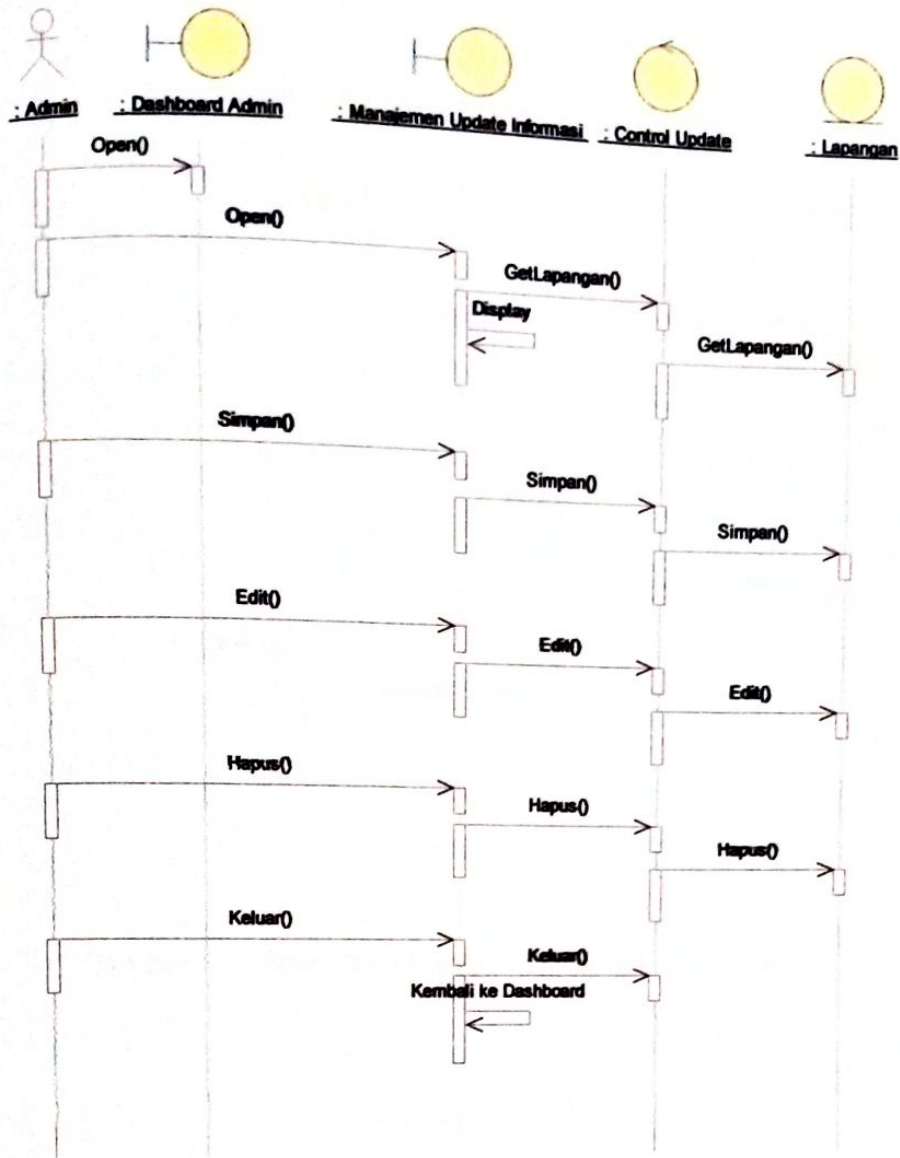 : Admin
: Dashboard Admin
: Manajemen Update Informasi
: Control Update
: Lapangan
Open()
Open()
GetLapangan()
Display
GetLapangan()
Simpan()
Simpan()
Simpan()
Edit()
Edit()
Edit()
Hapus()
Hapus()
Hapus()
Keluar()
Keluar()
Kembali ke Dashboard